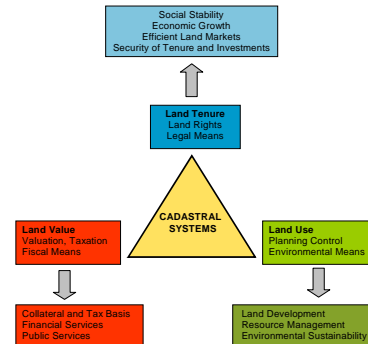 Social Stability
Economic Growth
Efficient Land Markets
Security of Tenure and Investments
Land Tenure
Land Rights
Legal Means
CADASTRAL
SYSTEMS
Land Value
Valuation, Taxation
Fiscal Means
Land Use
Planning Control
Environmental Means
Collateral and Tax Basis
Financial Services
Public Services
Land Development
Resource Management
Environmental Sustainability